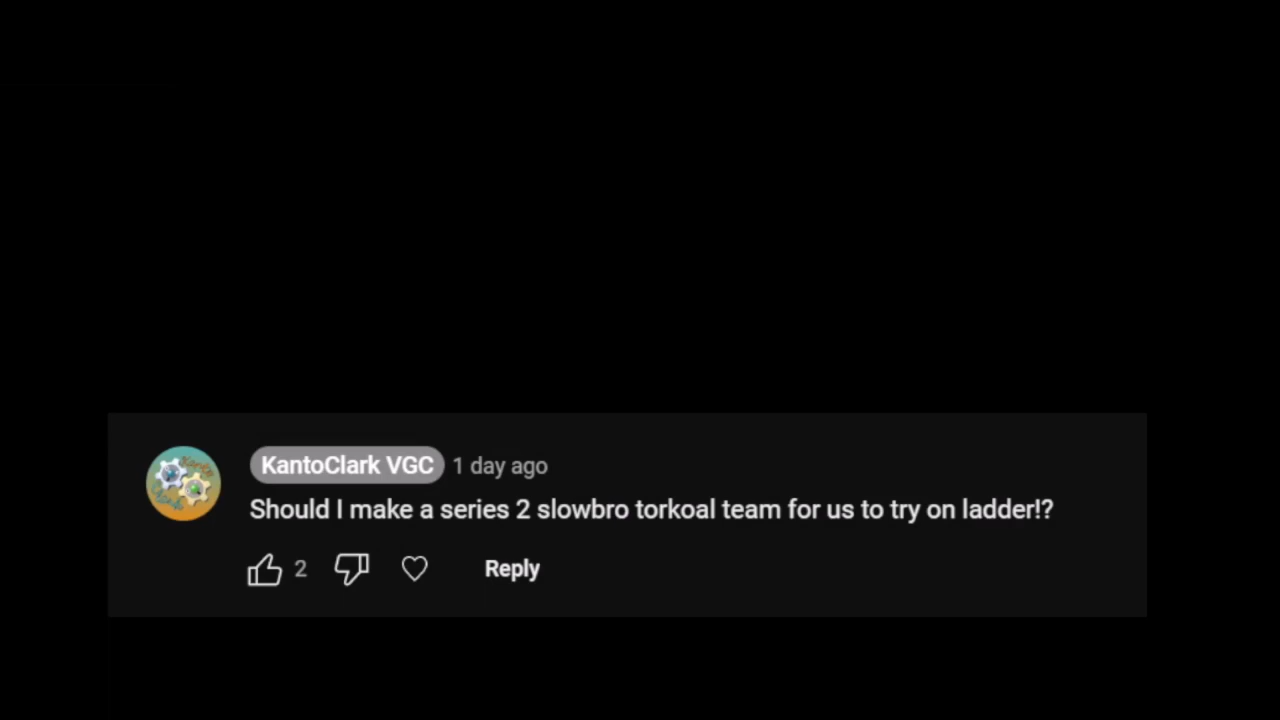 KantoClark VGC 1 day ago
Should I make a series 2 slowbro torkoal team for us to try on ladder!?
2 Reply